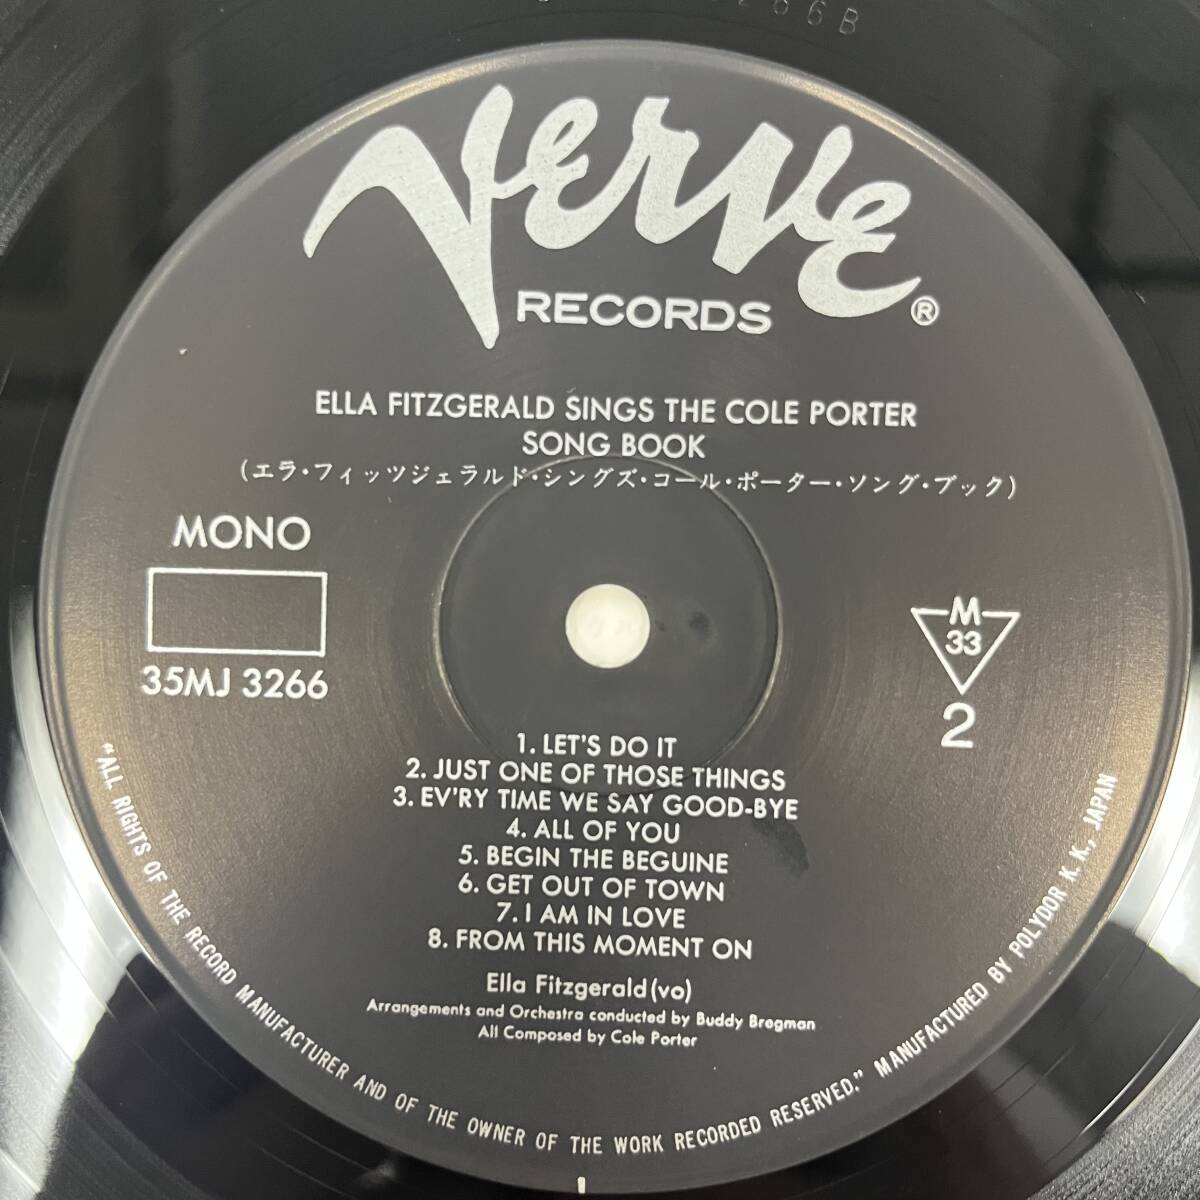 266B
Verve
RECORDS ®
ELLA FITZGERALD SINGS THE COLE PORTER
SONG BOOK
(エラ・フィッツジェラルド・シングズ・コール・ポーター・ソング・ブック)
MONO
35MJ 3266
M
33
2
1. LET'S DO IT
2. JUST ONE OF THOSE THINGS
3. EV'RY TIME WE SAY GOOD-BYE
4. ALL OF YOU
5. BEGIN THE BEGUINE
6. GET OUT OF TOWN
7. I AM IN LOVE
8. FROM THIS MOMENT ON
Ella Fitzgerald (vo)
Arrangements and Orchestra conducted by Buddy Bregman
All Composed by Cole Porter
"ALL RIGHTS OF THE RECORD MANUFACTURER AND OF THE OWNER OF THE WORK RECORDED RESERVED." MANUFACTURED BY POLYDOR K. K., JAPAN